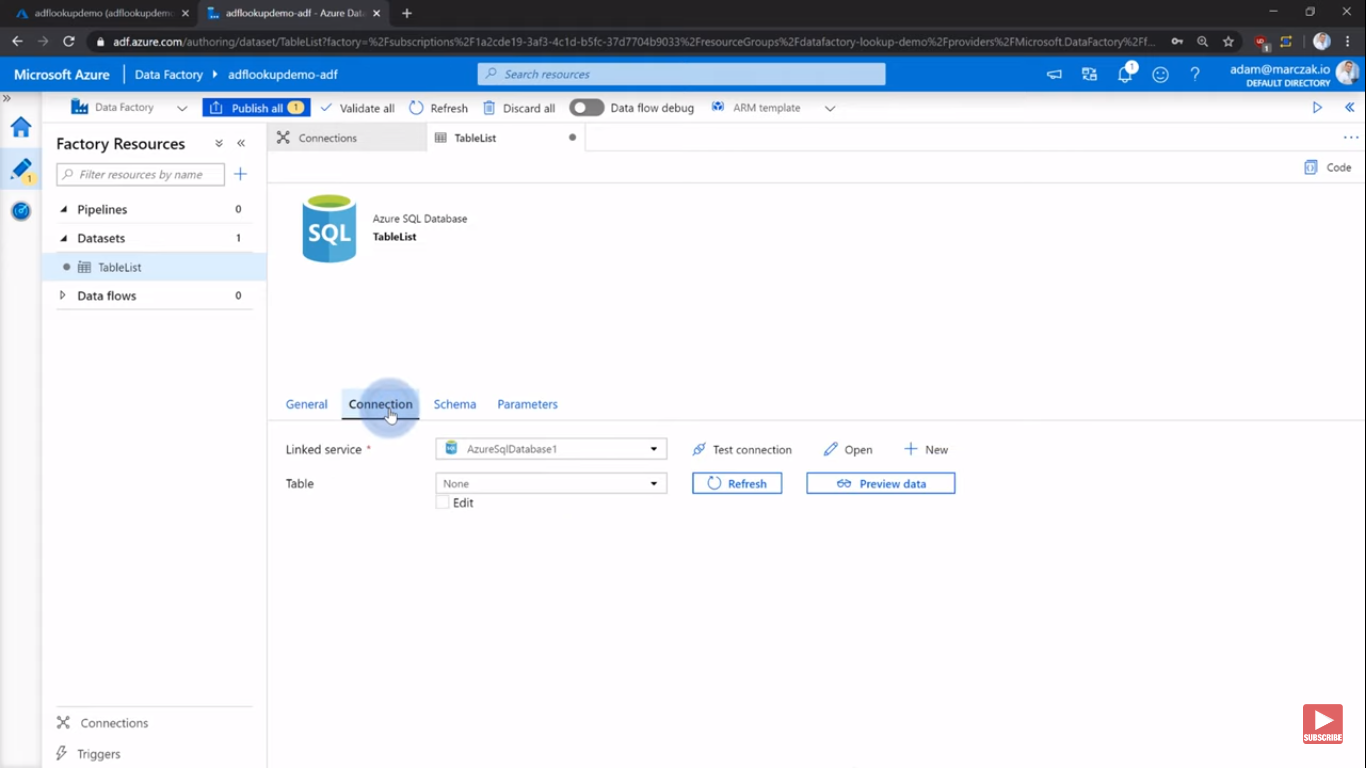 adflookupdemo (adflookupdemo
adflookupdemo-adf - Azure Data
adf.azure.com/authoring/dataset/TableList?factory=%2Fsubscriptions%2F1a2cde19-3af3-4c1d-b5fc-37d7704b9033%2FresourceGroups%2Fdatafactory-lookup-demo%2Fproviders%2FMicrosoft.DataFactory%2Ff...
1
Microsoft Azure
Data Factory
adflookupdemo-adf
Search resources
1
?
adam@marczak.io
DEFAULT DIRECTORY
Data Factory
Publish all 1
Validate all
Refresh
Discard all
Data flow debug
ARM template
Factory Resources
Connections
TableList
Filter resources by name
Code
1
Pipelines 0
Datasets 1
TableList
Data flows 0
SQL
Azure SQL Database
TableList
General Connection Schema Parameters
Linked service * AzureSqlDatabase1 Test connection Open New
Table None Refresh Preview data
Edit
Connections
Triggers
SUBSCRIBE